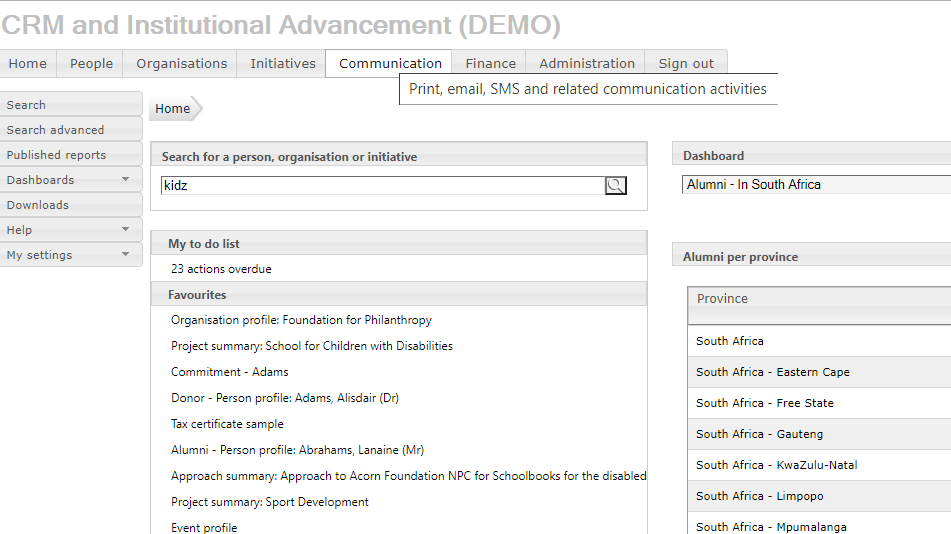 CRM and Institutional Advancement (DEMO)
Home People Organisations Initiatives Communication Finance Administration Sign out
Print, email, SMS and related communication activities
Search
Search advanced
Published reports
Dashboards
Downloads
Help
My settings
Home
Search for a person, organisation or initiative
kidz
My to do list
23 actions overdue
Favourites
Organisation profile: Foundation for Philanthropy
Project summary: School for Children with Disabilities
Commitment - Adams
Donor - Person profile: Adams, Alisdair (Dr)
Tax certificate sample
Alumni - Person profile: Abrahams, Lanaine (Mr)
Approach summary: Approach to Acorn Foundation NPC for Schoolbooks for the disabled
Project summary: Sport Development
Event profile
Dashboard
Alumni - In South Africa
Alumni per province
Province
South Africa
South Africa - Eastern Cape
South Africa - Free State
South Africa - Gauteng
South Africa - KwaZulu-Natal
South Africa - Limpopo
South Africa - Mpumalanga